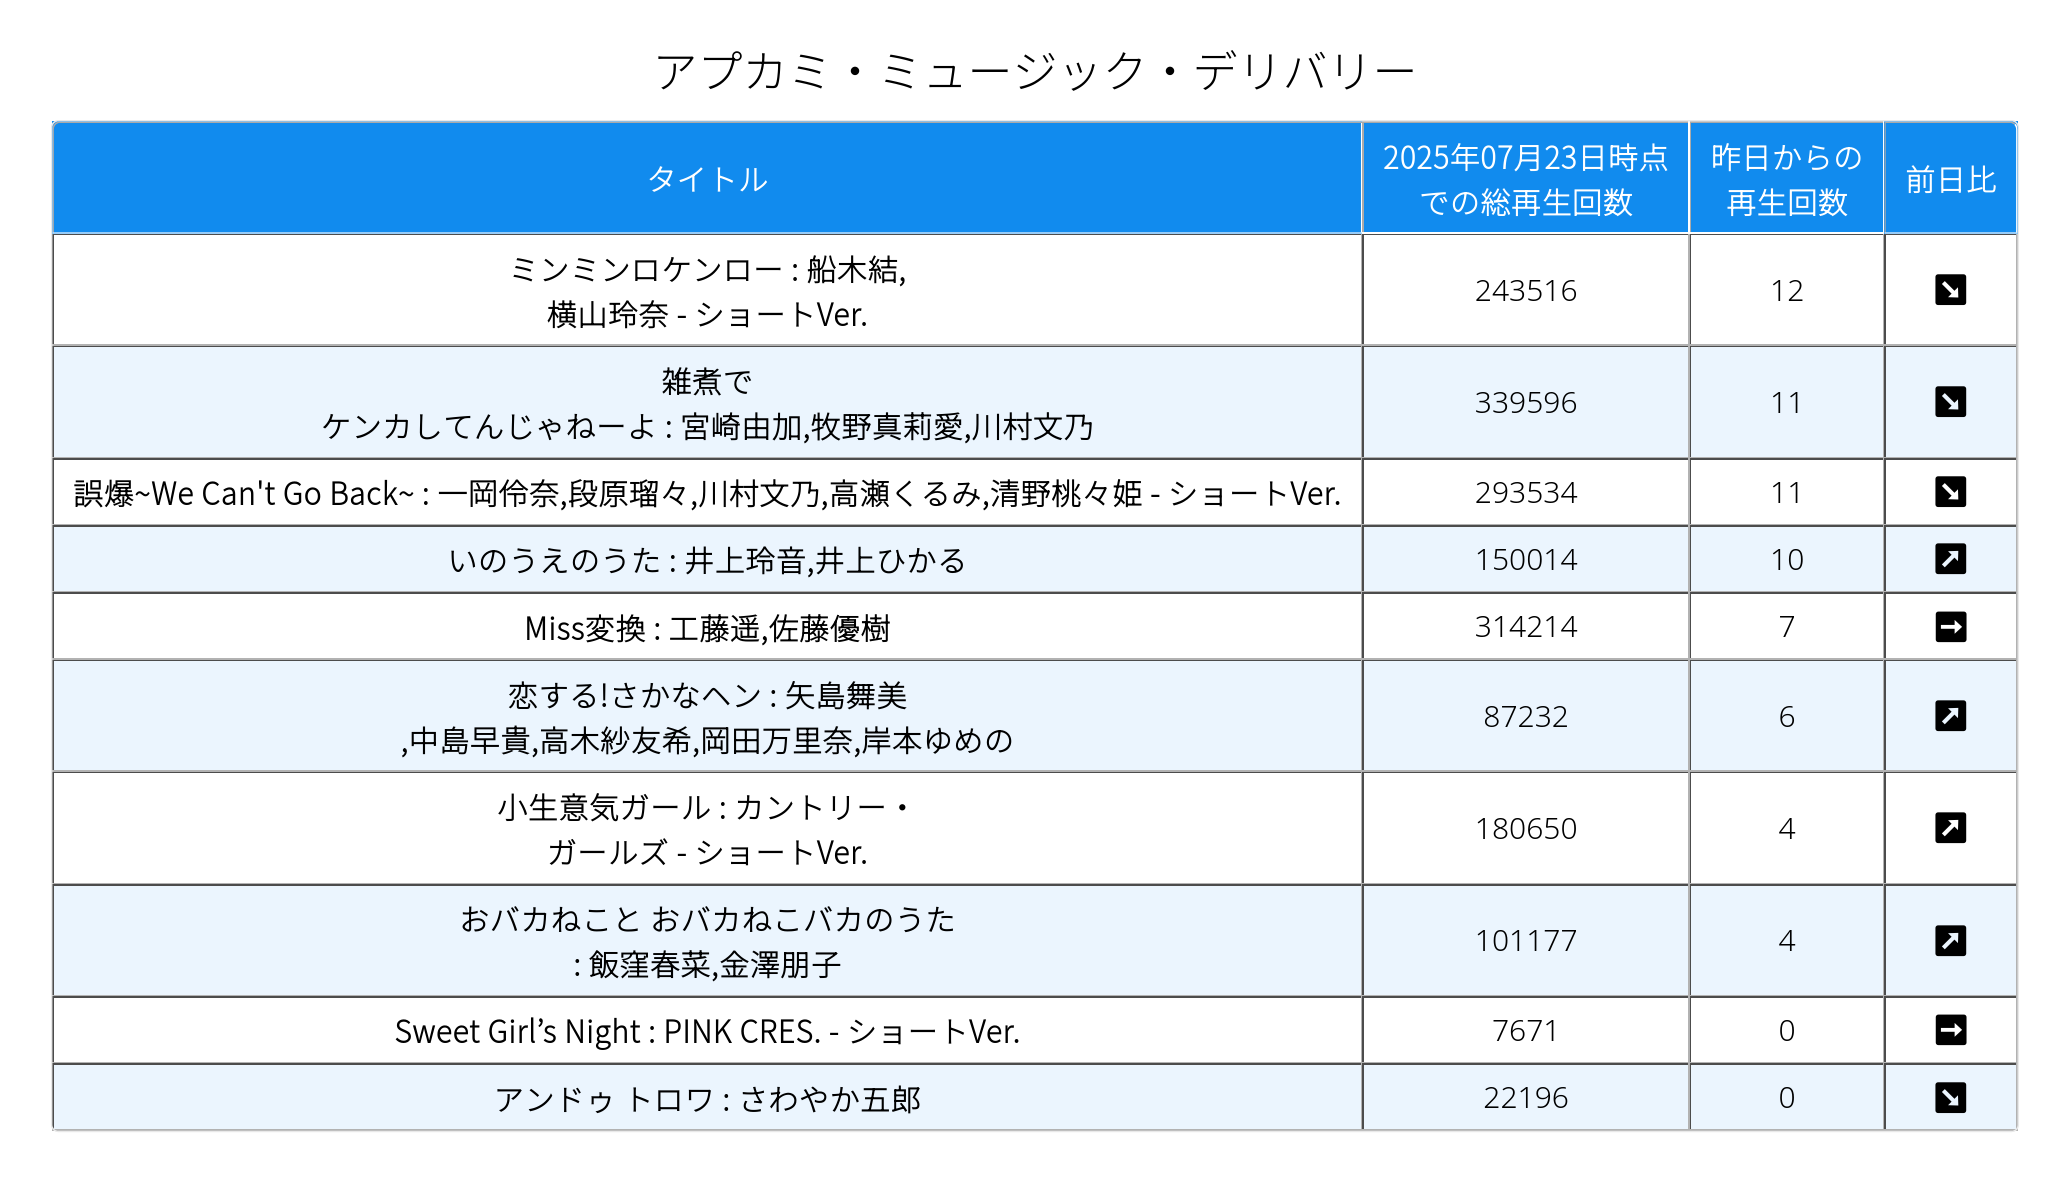 アプカミ・ミュージック・デリバリー
タイトル
2025年07月23日時点
での総再生回数
昨日からの
再生回数
前日比
ミンミンロケンロー : 船木結,
横山玲奈 - ショートVer.
243516
12
雑煮で
ケンカしてんじゃねーよ : 宮崎由加,牧野真莉愛,川村文乃
339596
11
誤爆~We Can't Go Back~ : 一岡伶奈,段原瑠々,川村文乃,高瀬くるみ,清野桃々姫 - ショートVer.
293534
11
いのうえのうた : 井上玲音,井上ひかる
150014
10
Miss変換 : 工藤遥,佐藤優樹
314214
7
恋する!さかなヘン : 矢島舞美
,中島早貴,高木紗友希,岡田万里奈,岸本ゆめの
87232
6
小生意気ガール : カントリー・
ガールズ - ショートVer.
180650
4
おバカねこと おバカねこバカのうた
: 飯窪春菜,金澤朋子
101177
4
Sweet Girl’s Night : PINK CRES. - ショートVer.
7671
0
アンドゥ トロワ : さわやか五郎
22196
0